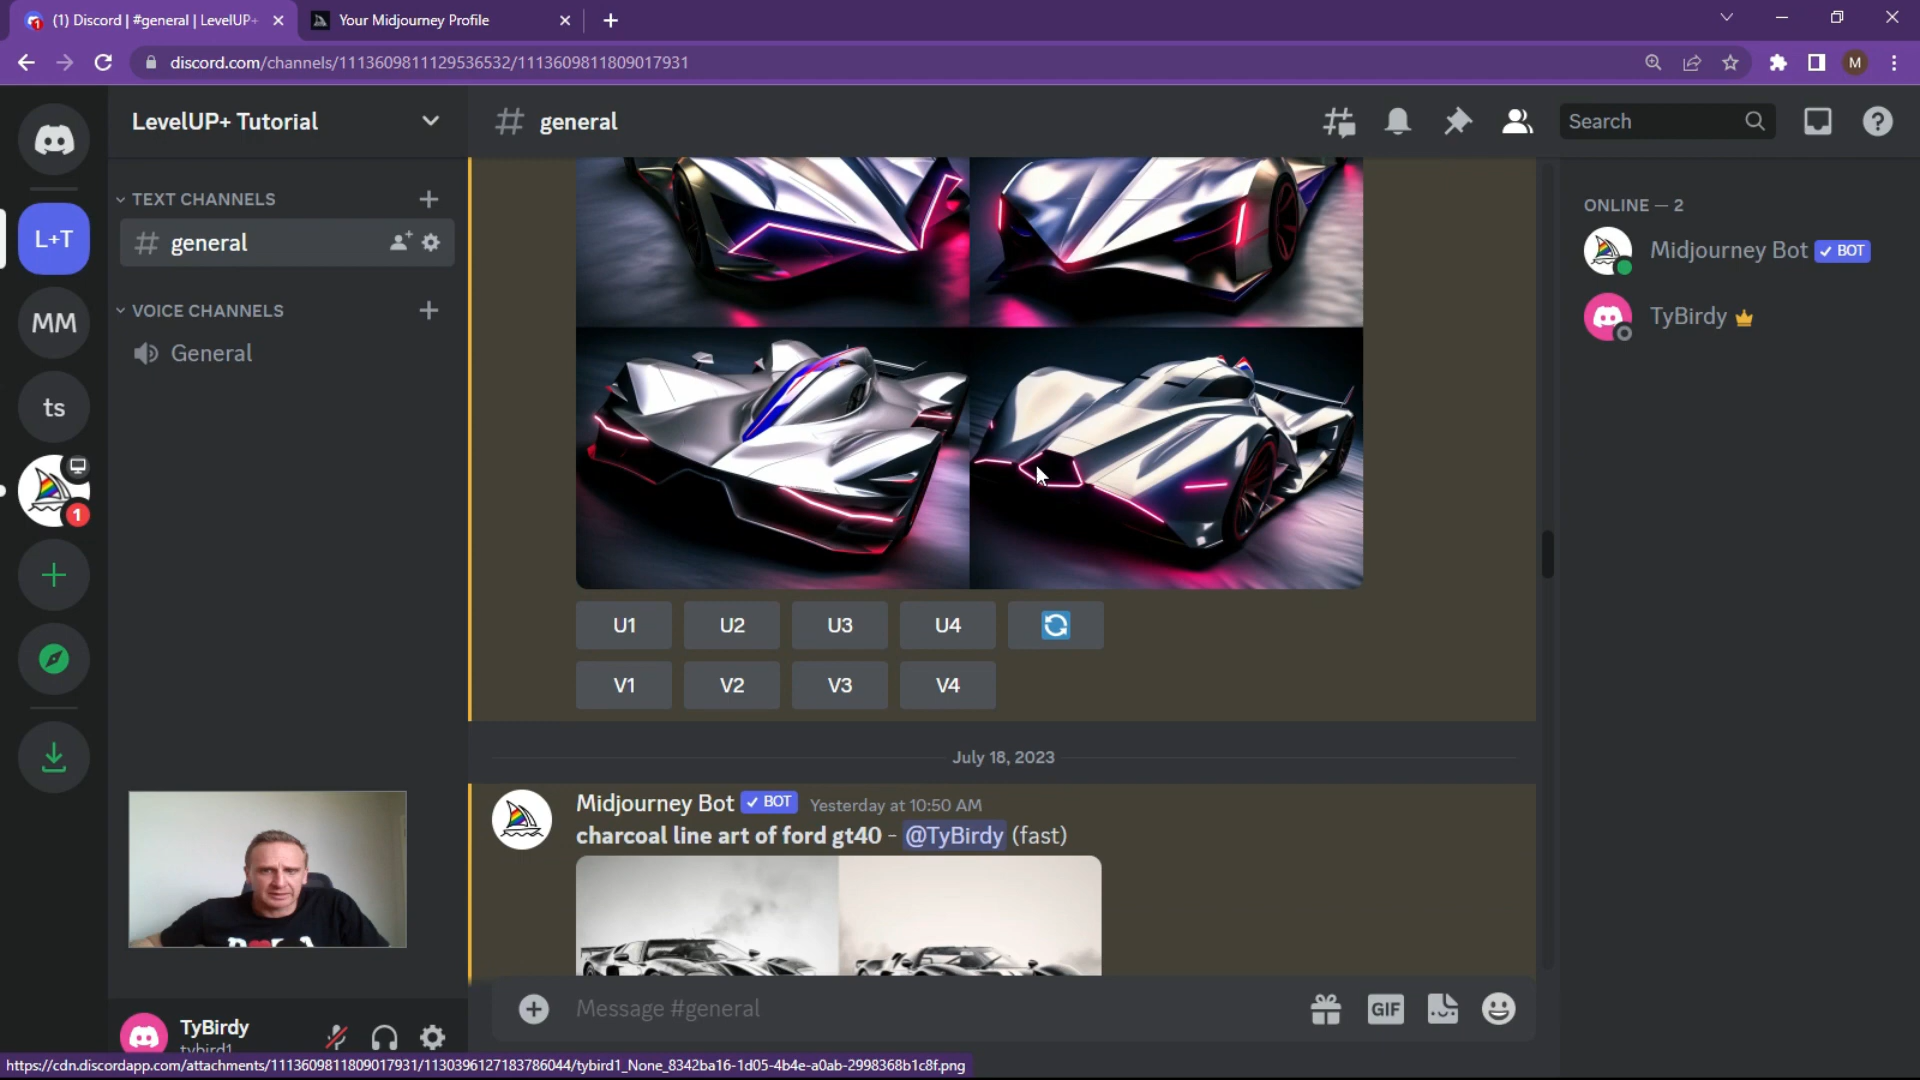 (1) Discord | #general | LevelUP+
Your Midjourney Profile
discord.com/channels/1113609811129536532/1113609811809017931
M
LevelUP+ Tutorial
general
Search
TEXT CHANNELS
general
VOICE CHANNELS
General
L+T
MM
ts
1
ONLINE — 2
Midjourney Bot ✓ BOT
TyBirdy
U1 U2 U3 U4
V1 V2 V3 V4
July 18, 2023
Midjourney Bot ✓ BOT Yesterday at 10:50 AM
charcoal line art of ford gt40 - @TyBirdy (fast)
Message #general
GIF
TyBirdy
tybird1
https://cdn.discordapp.com/attachments/1113609811809017931/1130396127183786044/tybird1_None_8342ba16-1d05-4b4e-a0ab-2998368b1c8f.png